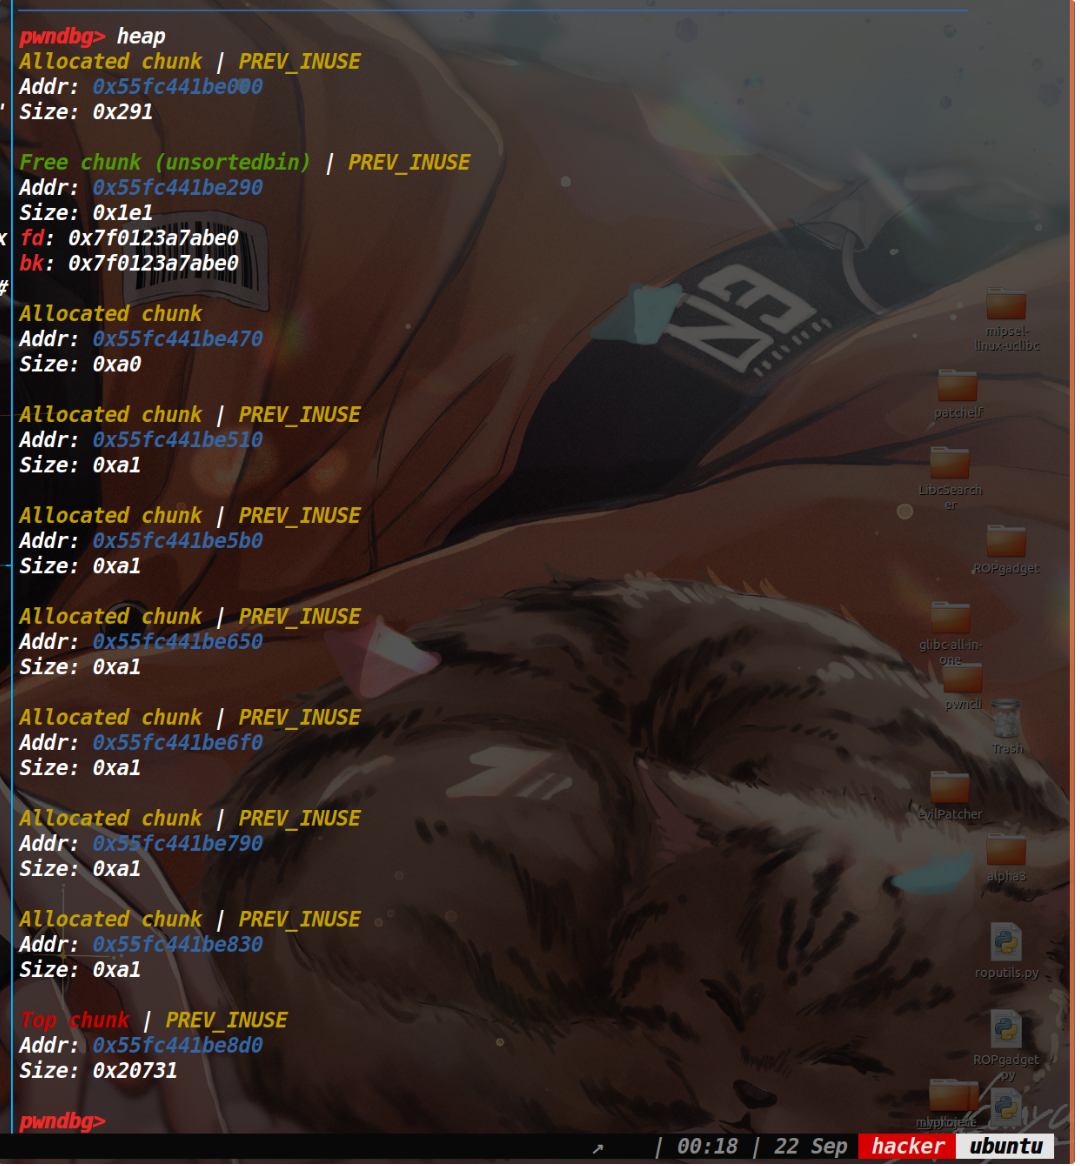 pwndbg> heap
Allocated chunk | PREV_INUSE
Addr: 0x55fc441be000
Size: 0x291
Free chunk (unsortedbin) | PREV_INUSE
Addr: 0x55fc441be290
Size: 0x1e1
x fd: 0x7f0123a7abe0
bk: 0x7f0123a7abe0
#
Allocated chunk
Addr: 0x55fc441be470
Size: 0xa0
Allocated chunk | PREV_INUSE
Addr: 0x55fc441be510
Size: 0xa1
Allocated chunk | PREV_INUSE
Addr: 0x55fc441be5b0
Size: 0xa1
Allocated chunk | PREV_INUSE
Addr: 0x55fc441be650
Size: 0xa1
Allocated chunk | PREV_INUSE
Addr: 0x55fc441be6f0
Size: 0xa1
Allocated chunk | PREV_INUSE
Addr: 0x55fc441be790
Size: 0xa1
Allocated chunk | PREV_INUSE
Addr: 0x55fc441be830
Size: 0xa1
Top chunk | PREV_INUSE
Addr: 0x55fc441be8d0
Size: 0x20731
pwndbg>
mipsel-
linux-uclibc
patchelf
LibcSearch
er
ROPgadget
glibc-all-in-
one
pwncli
Trash
evilPatcher
alpha3
roputils.py
ROPgadget.
py
↗ | 00:18 | 22 Sep hacker ubuntu